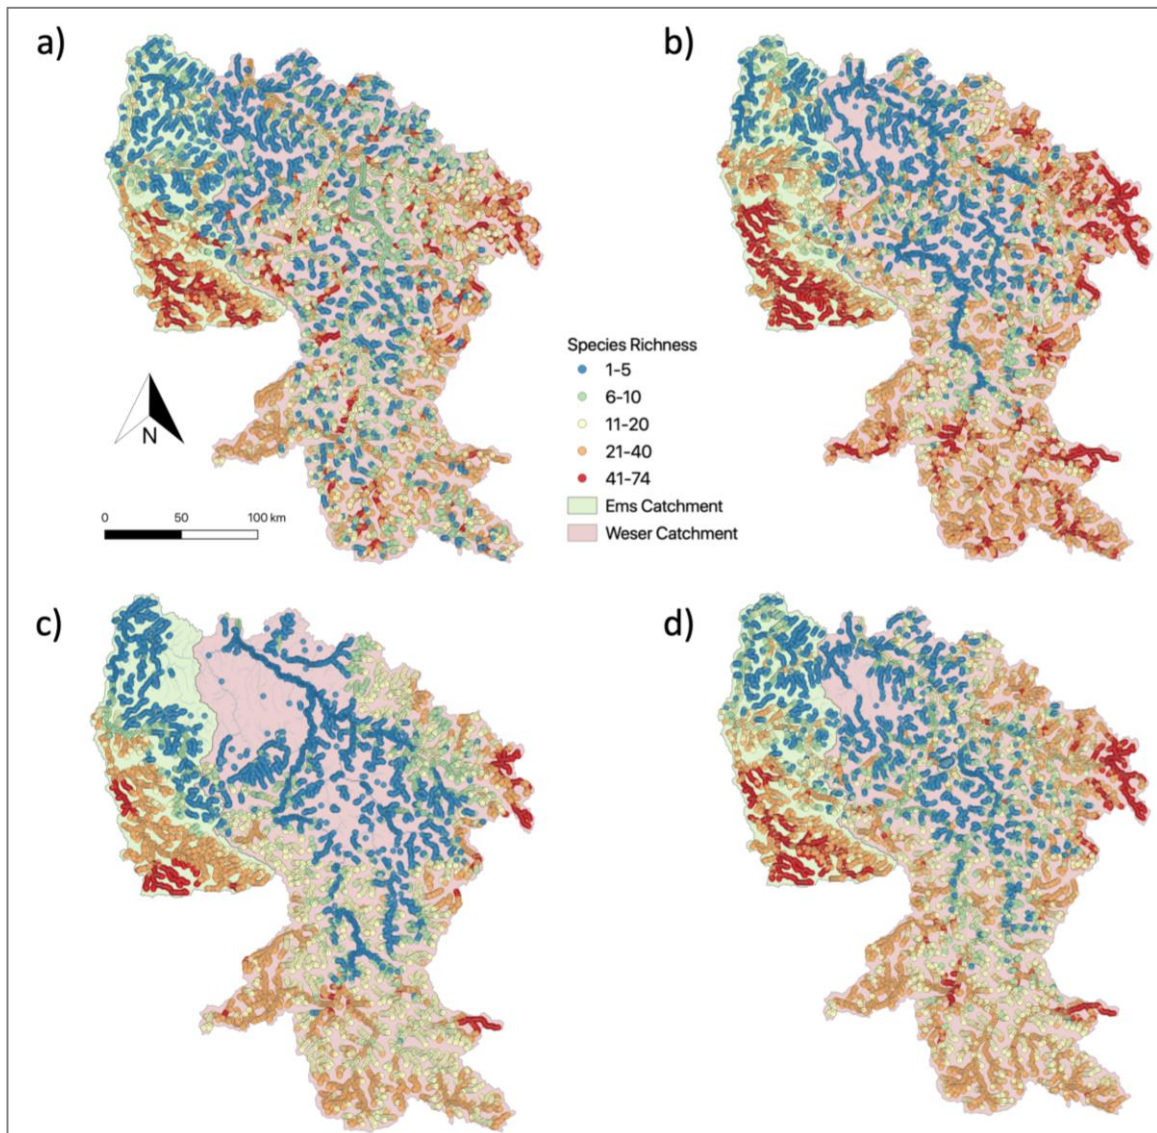 a)
b)
Species Richness
1-5
6-10
11-20
21-40
41-74
Ems Catchment
Weser Catchment
N
0 50 100 km
c)
d)